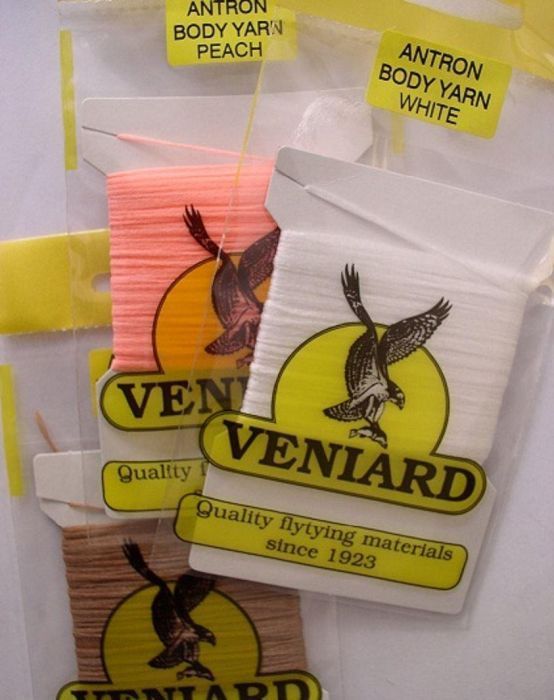 ANTRON
BODY YARN
PEACH
ANTRON
BODY YARN
WHITE
VENIARD
Quality flytying materials
since 1923
VEN
Quality f
VENIARD